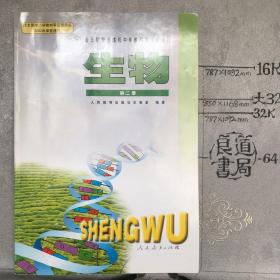 生物
第二册
人民教育出版社生物室 编著
SHENGWU
人民教育出版社
787×1092mm 16K
850×1168mm 大32
787×1092mm 32K
良道書局 64